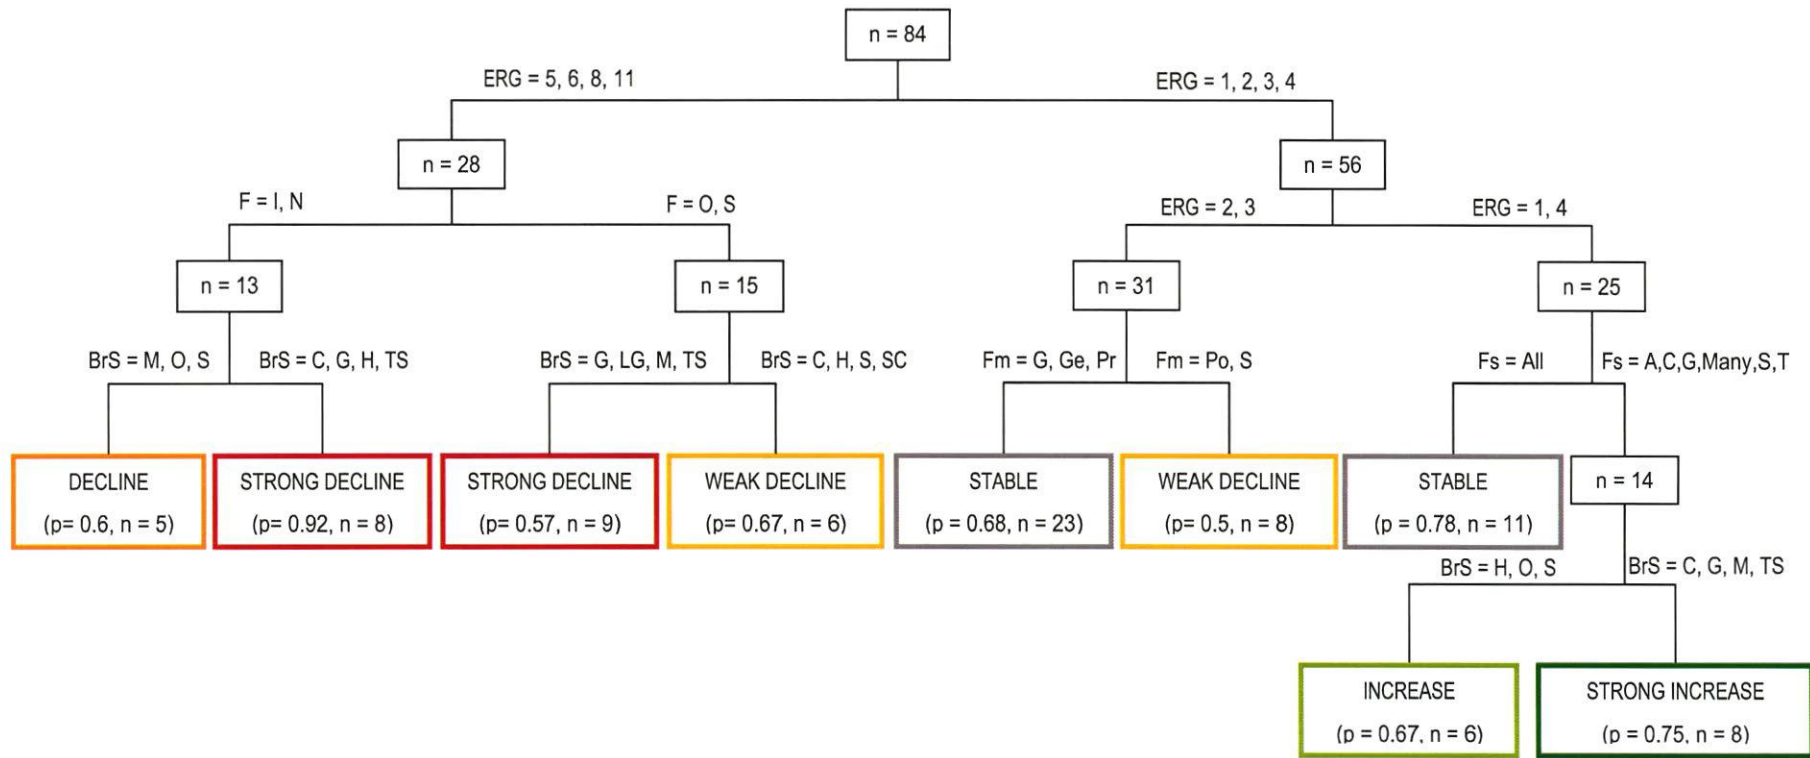 n = 84
ERG = 5, 6, 8, 11
ERG = 1, 2, 3, 4
n = 28
n = 56
F = I, N
F = O, S
ERG = 2, 3
ERG = 1, 4
n = 13
n = 15
n = 31
n = 25
BrS = M, O, S
BrS = C, G, H, TS
BrS = G, LG, M, TS
BrS = C, H, S, SC
Fm = G, Ge, Pr
Fm = Po, S
Fs = All
Fs = A,C,G,Many,S,T
DECLINE
(p= 0.6, n = 5)
STRONG DECLINE
(p= 0.92, n = 8)
STRONG DECLINE
(p= 0.57, n = 9)
WEAK DECLINE
(p= 0.67, n = 6)
STABLE
(p = 0.68, n = 23)
WEAK DECLINE
(p= 0.5, n = 8)
STABLE
(p = 0.78, n = 11)
n = 14
BrS = H, O, S
BrS = C, G, M, TS
INCREASE
(p = 0.67, n = 6)
STRONG INCREASE
(p = 0.75, n = 8)